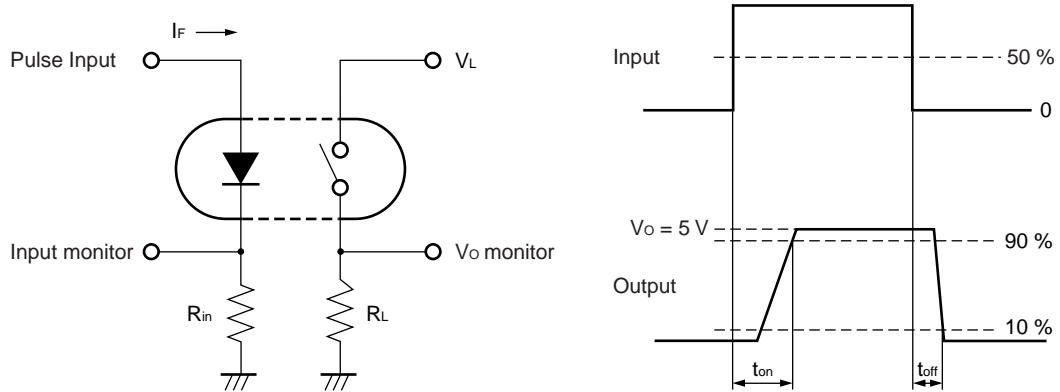 IF
Pulse Input
VL
Input monitor
VO monitor
Rin
RL
Input
50 %
0
VO = 5 V
90 %
Output
10 %
ton
toff